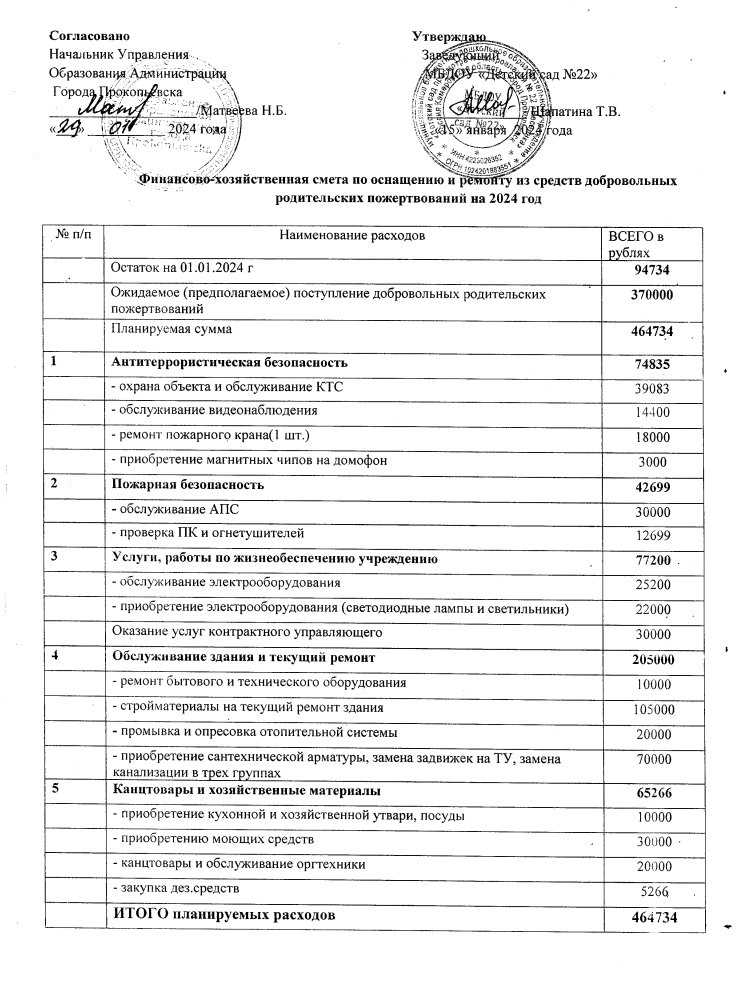 Согласовано Утверждаю
Начальник Управления Заведующий
Образования Администрации МБДОУ «Детский сад №22»
Города Прокопьевска
/Матвеева Н.Б. Шапатина Т.В.
«29» 01 2024 года «15» января 2024 года
ИНН 4223026352
ОГРН 1024201883551
Финансово-хозяйственная смета по оснащению и ремонту из средств добровольных
родительских пожертвований на 2024 год
№ п/п Наименование расходов ВСЕГО в
рублях
Остаток на 01.01.2024 г 94734
Ожидаемое (предполагаемое) поступление добровольных родительских 370000
пожертвований
Планируемая сумма 464734
1 Антитеррористическая безопасность 74835
- охрана объекта и обслуживание КТС 39083
- обслуживание видеонаблюдения 14400
- ремонт пожарного крана(1 шт.) 18000
- приобретение магнитных чипов на домофон 3000
2 Пожарная безопасность 42699
- обслуживание АПС 30000
- проверка ПК и огнетушителей 12699
3 Услуги, работы по жизнеобеспечению учреждению 77200
- обслуживание электрооборудования 25200
- приобретение электрооборудования (светодиодные лампы и светильники) 22000
Оказание услуг контрактного управляющего 30000
4 Обслуживание здания и текущий ремонт 205000
- ремонт бытового и технического оборудования 10000
- стройматериалы на текущий ремонт здания 105000
- промывка и опресовка отопительной системы 20000
- приобретение сантехнической арматуры, замена задвижек на ТУ, замена 70000
канализации в трех группах
5 Канцтовары и хозяйственные материалы 65266
- приобретение кухонной и хозяйственной утвари, посуды 10000
- приобретению моющих средств 30000
- канцтовары и обслуживание оргтехники 20000
- закупка дез.средств 5266
ИТОГО планируемых расходов 464734